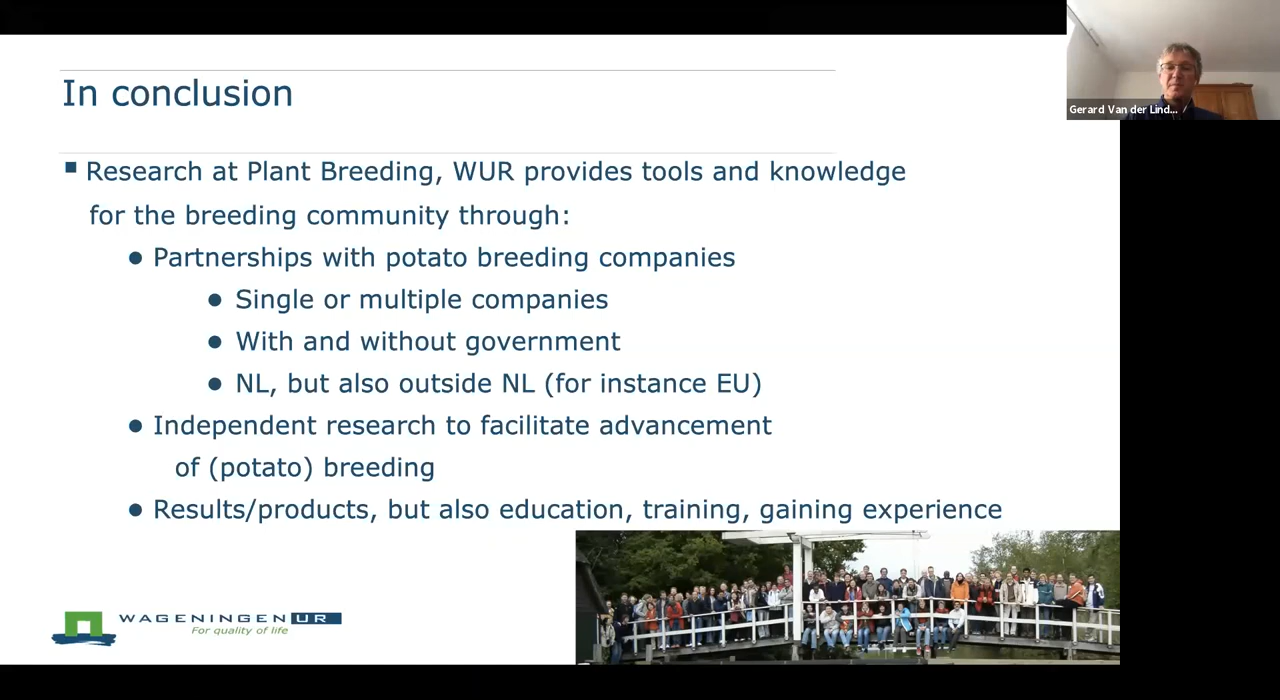 In conclusion
Gerard Van der Lind...
▪ Research at Plant Breeding, WUR provides tools and knowledge
for the breeding community through:
● Partnerships with potato breeding companies
● Single or multiple companies
● With and without government
● NL, but also outside NL (for instance EU)
● Independent research to facilitate advancement
of (potato) breeding
● Results/products, but also education, training, gaining experience
WAGENINGEN UR
For quality of life